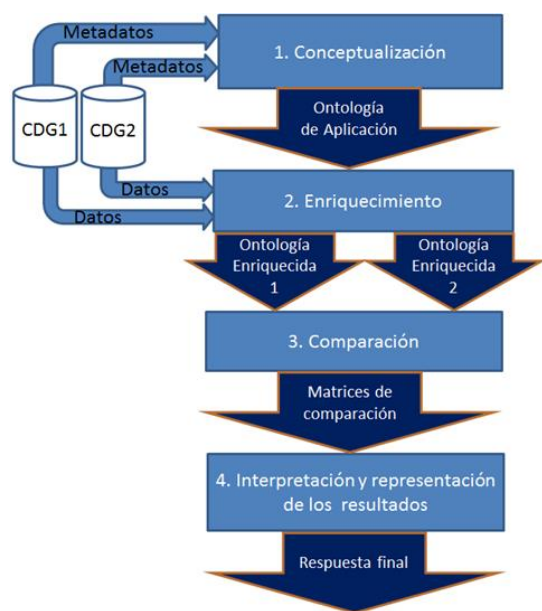 Metadatos
Metadatos
1. Conceptualización
CDG1
CDG2
Ontología
de Aplicación
Datos
Datos
2. Enriquecimiento
Ontología
Enriquecida
1
Ontología
Enriquecida
2
3. Comparación
Matrices de
comparación
4. Interpretación y representación
de los resultados
Respuesta final